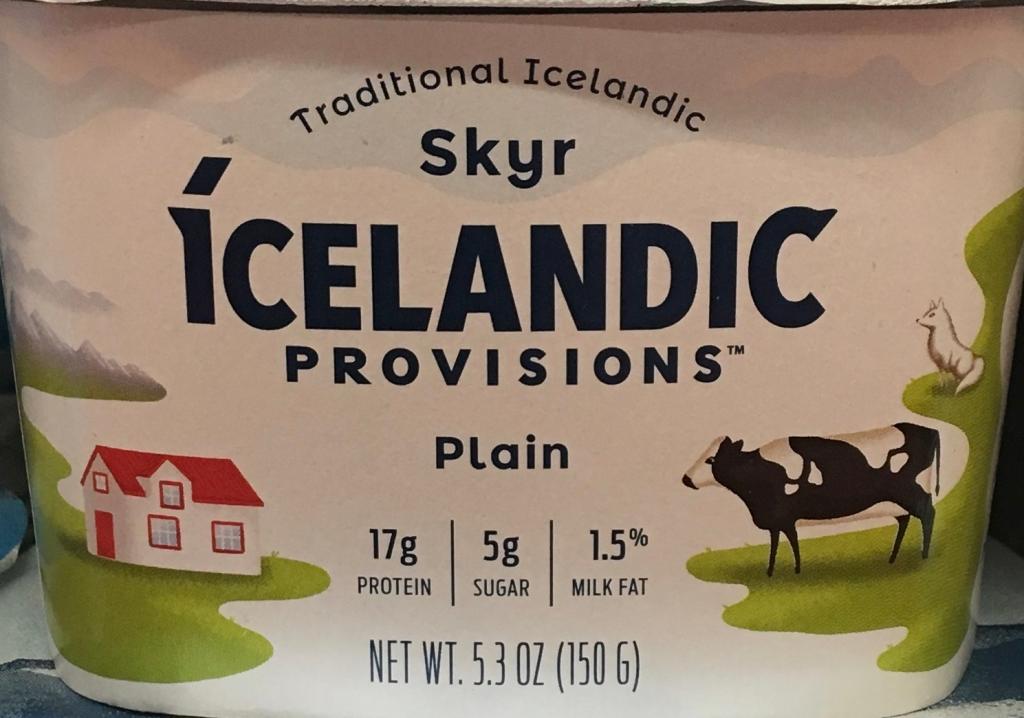 Traditional Icelandic
Skyr
ÍCELANDIC
PROVISIONS™
Plain
17g 5g 1.5%
PROTEIN SUGAR MILK FAT
NET WT. 5.3 OZ (150 G)